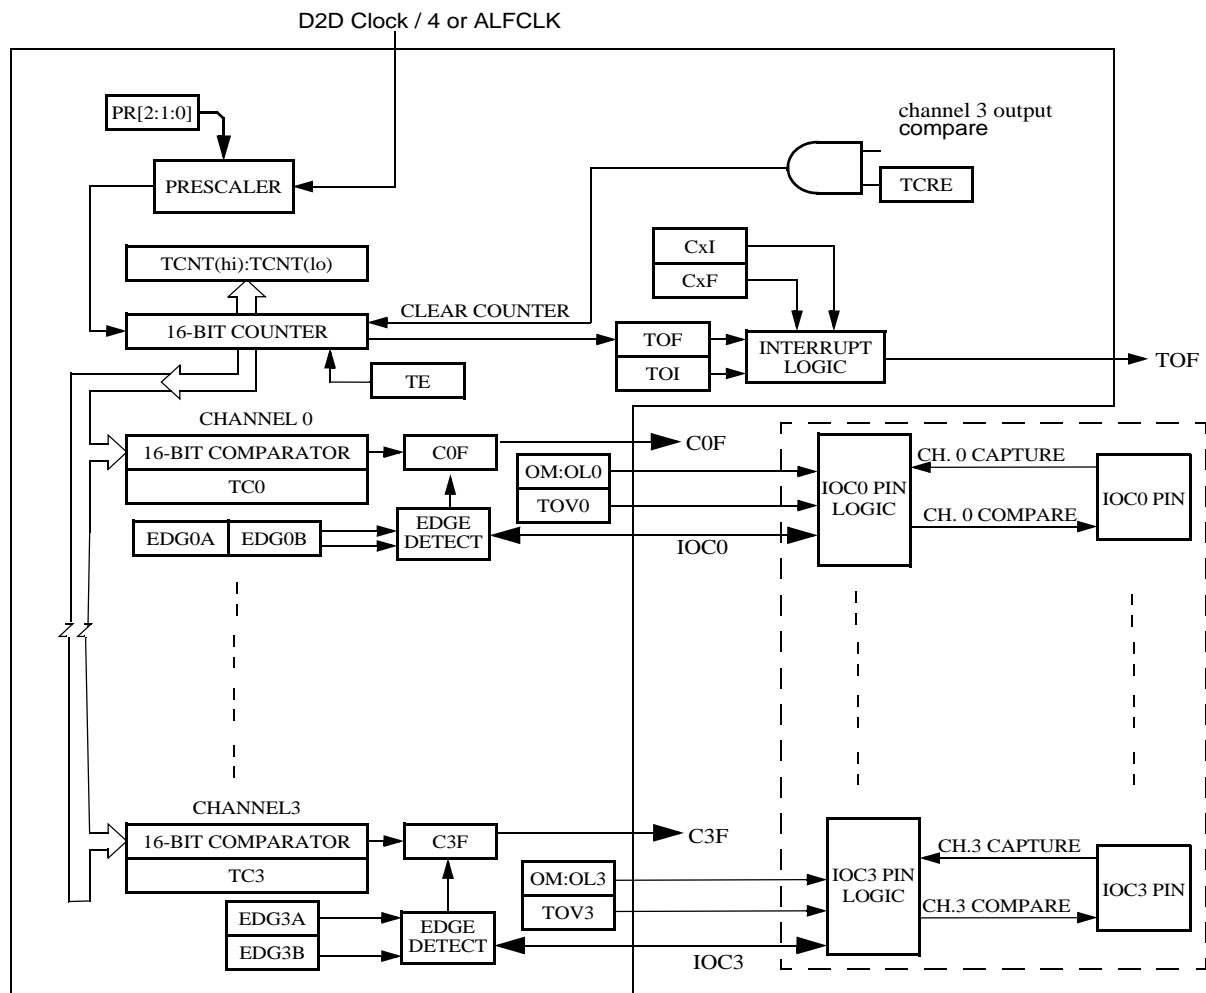 D2D Clock / 4 or ALFCLK
PR[2:1:0]
channel 3 output
compare
PRESCALER
TCRE
CxI
CxF
TCNT(hi):TCNT(lo)
CLEAR COUNTER
16-BIT COUNTER
TOF
TOI
INTERRUPT
LOGIC
TOF
TE
CHANNEL 0
16-BIT COMPARATOR
TC0
C0F
C0F
OM:OL0
TOV0
IOC0 PIN
LOGIC
CH. 0 CAPTURE
CH. 0 COMPARE
IOC0 PIN
EDG0A
EDG0B
EDGE
DETECT
IOC0
CHANNEL3
16-BIT COMPARATOR
TC3
C3F
C3F
OM:OL3
TOV3
IOC3 PIN
LOGIC
CH.3 CAPTURE
CH.3 COMPARE
IOC3 PIN
EDG3A
EDG3B
EDGE
DETECT
IOC3